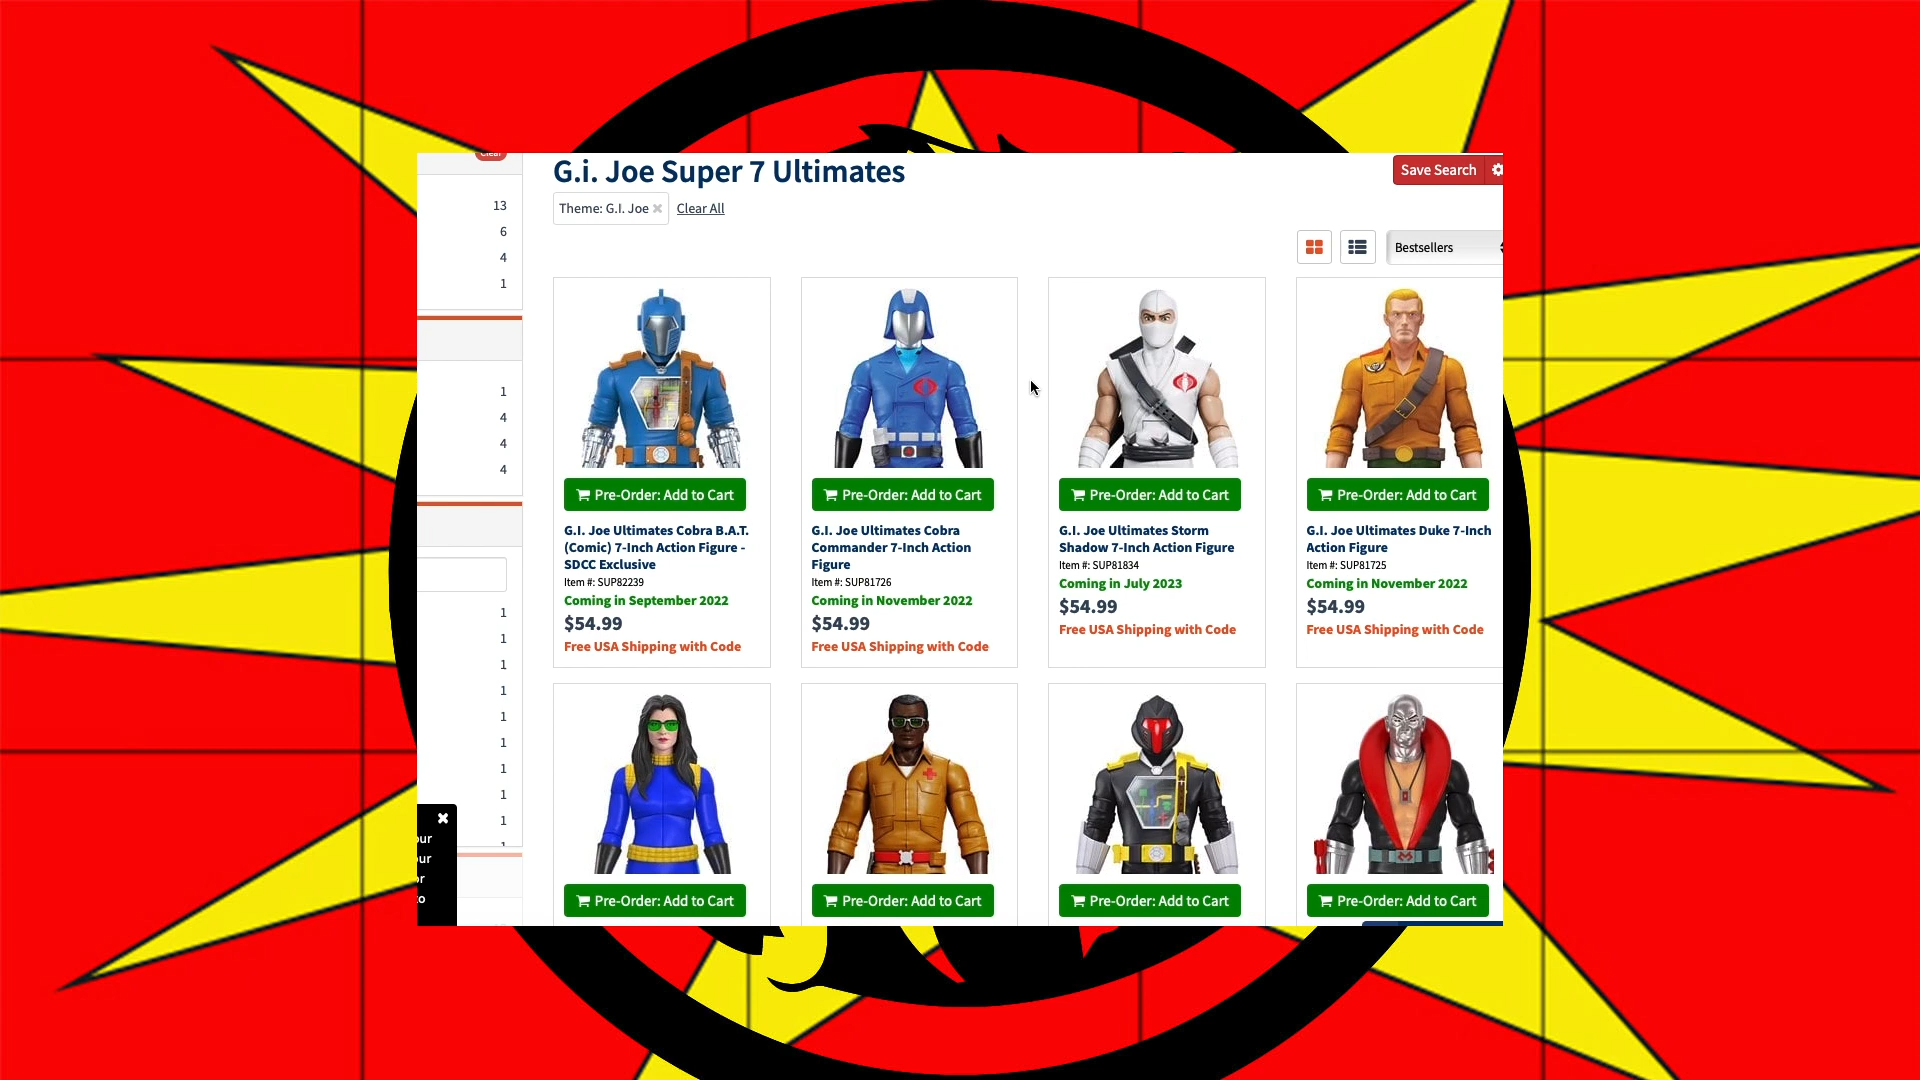 Clear
G.i. Joe Super 7 Ultimates
Save Search
Theme: G.I. Joe
Clear All
Bestsellers
13
6
4
1
1
4
4
4
1
1
1
1
1
1
1
1
1
Pre-Order: Add to Cart
G.I. Joe Ultimates Cobra B.A.T.
(Comic) 7-Inch Action Figure -
SDCC Exclusive
Item #: SUP82239
Coming in September 2022
$54.99
Free USA Shipping with Code
Pre-Order: Add to Cart
G.I. Joe Ultimates Cobra
Commander 7-Inch Action
Figure
Item #: SUP81726
Coming in November 2022
$54.99
Free USA Shipping with Code
Pre-Order: Add to Cart
G.I. Joe Ultimates Storm
Shadow 7-Inch Action Figure
Item #: SUP81834
Coming in July 2023
$54.99
Free USA Shipping with Code
Pre-Order: Add to Cart
G.I. Joe Ultimates Duke 7-Inch
Action Figure
Item #: SUP81725
Coming in November 2022
$54.99
Free USA Shipping with Code
Pre-Order: Add to Cart
Pre-Order: Add to Cart
Pre-Order: Add to Cart
Pre-Order: Add to Cart